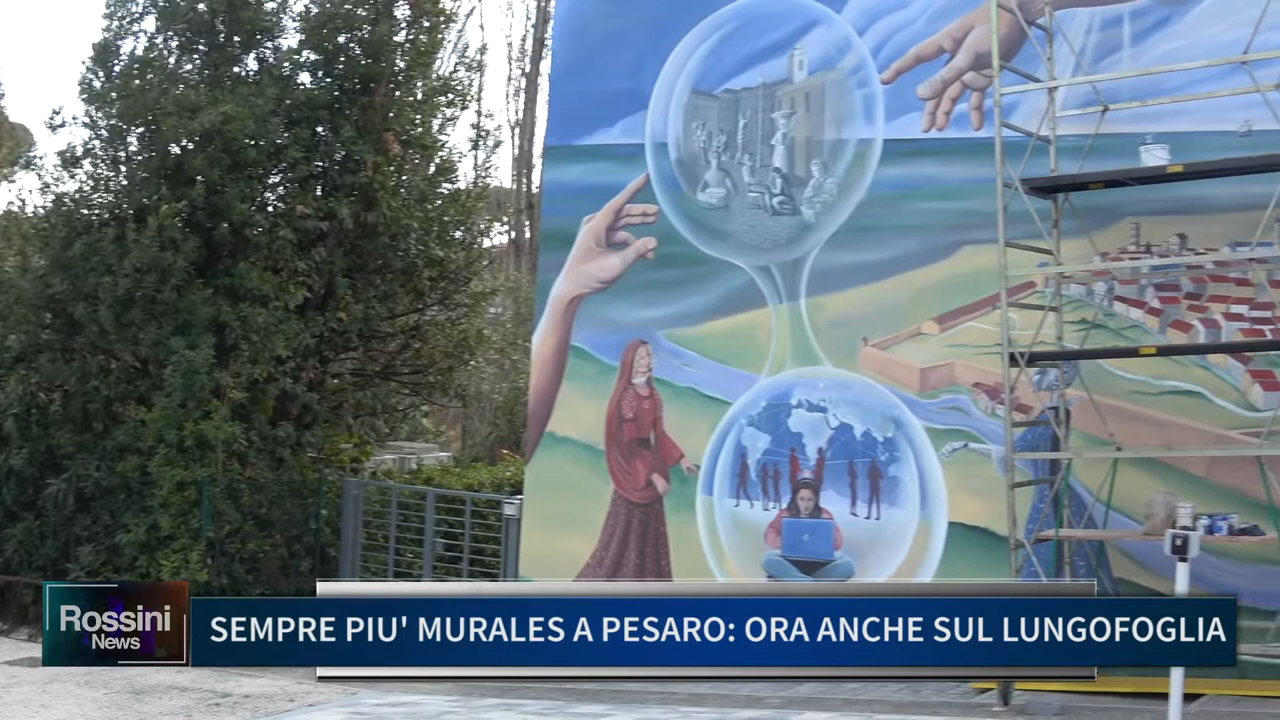 Rossini
News
SEMPRE PIU' MURALES A PESARO: ORA ANCHE SUL LUNGOFOGLIA